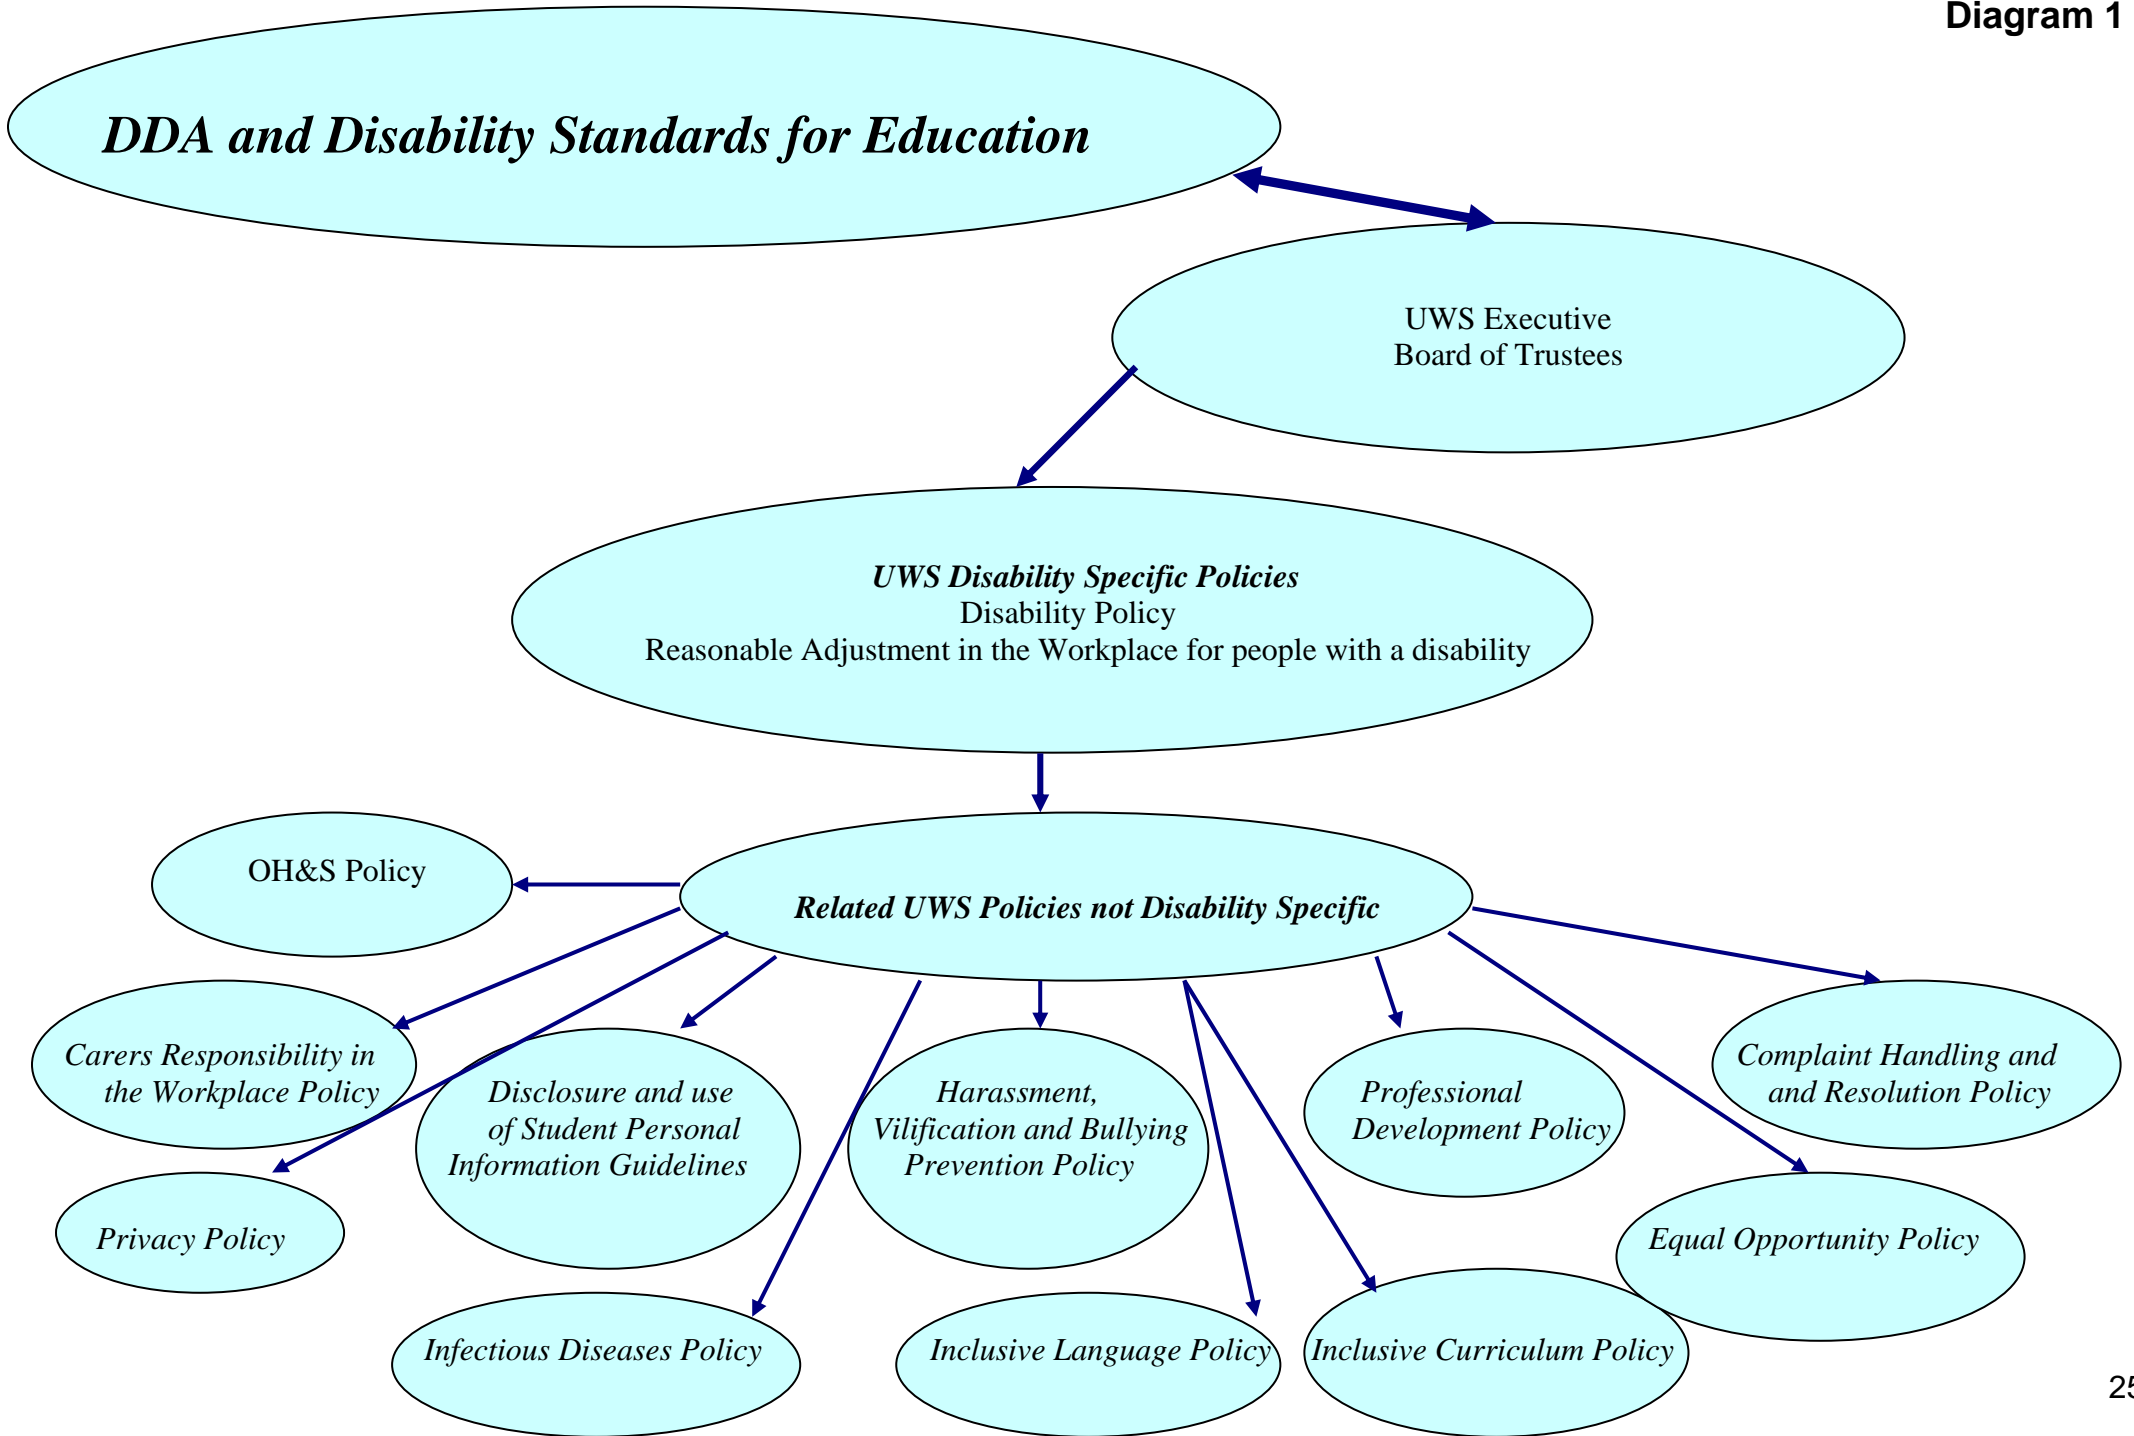 Diagram 1
DDA and Disability Standards for Education
UWS Executive
Board of Trustees
UWS Disability Specific Policies
Disability Policy
Reasonable Adjustment in the Workplace for people with a disability
OH&S Policy
Related UWS Policies not Disability Specific
Carers Responsibility in
the Workplace Policy
Disclosure and use
of Student Personal
Information Guidelines
Harassment,
Vilification and Bullying
Prevention Policy
Professional
Development Policy
Complaint Handling and
and Resolution Policy
Privacy Policy
Equal Opportunity Policy
Infectious Diseases Policy
Inclusive Language Policy
Inclusive Curriculum Policy
25